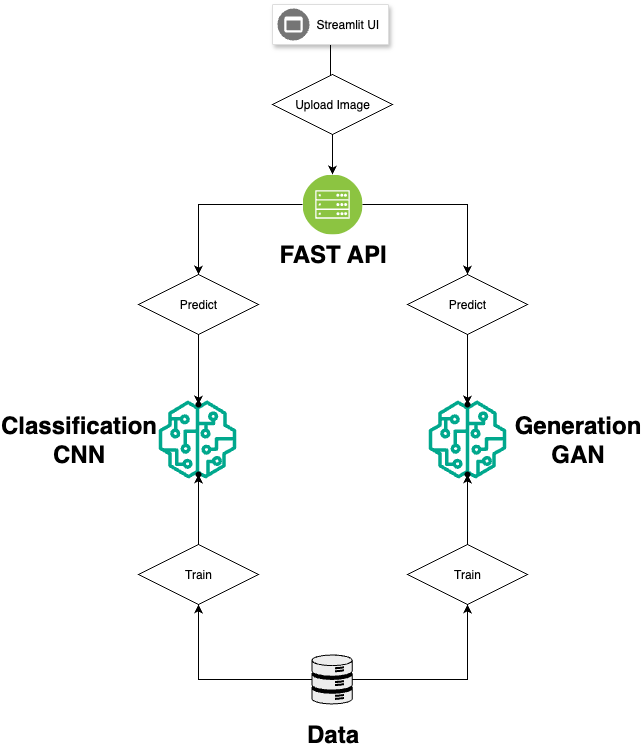 Streamlit UI
Upload Image
FAST API
Predict
Predict
Classification
CNN
Generation
GAN
Train
Train
Data